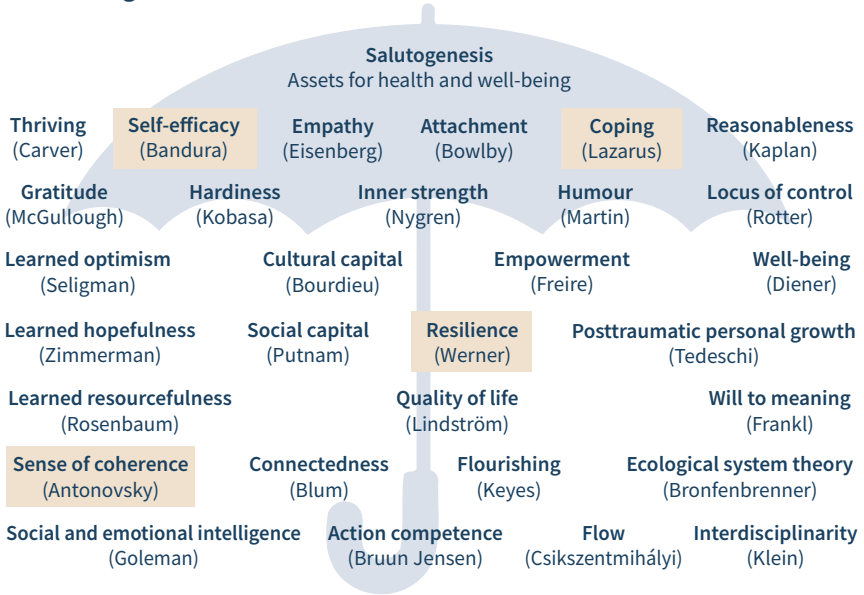 Salutogenesis
Assets for health and well-being
Thriving Self-efficacy Empathy Attachment Coping Reasonableness
(Carver) (Bandura) (Eisenberg) (Bowlby) (Lazarus) (Kaplan)
Gratitude Hardiness Inner strength Humour Locus of control
(McGullough) (Kobasa) (Nygren) (Martin) (Rotter)
Learned optimism Cultural capital Empowerment Well-being
(Seligman) (Bourdieu) (Freire) (Diener)
Learned hopefulness Social capital Resilience Posttraumatic personal growth
(Zimmerman) (Putnam) (Werner) (Tedeschi)
Learned resourcefulness Quality of life Will to meaning
(Rosenbaum) (Lindström) (Frankl)
Sense of coherence Connectedness Flourishing Ecological system theory
(Antonovsky) (Blum) (Keyes) (Bronfenbrenner)
Social and emotional intelligence Action competence Flow Interdisciplinarity
(Goleman) (Bruun Jensen) (Csikszentmihályi) (Klein)